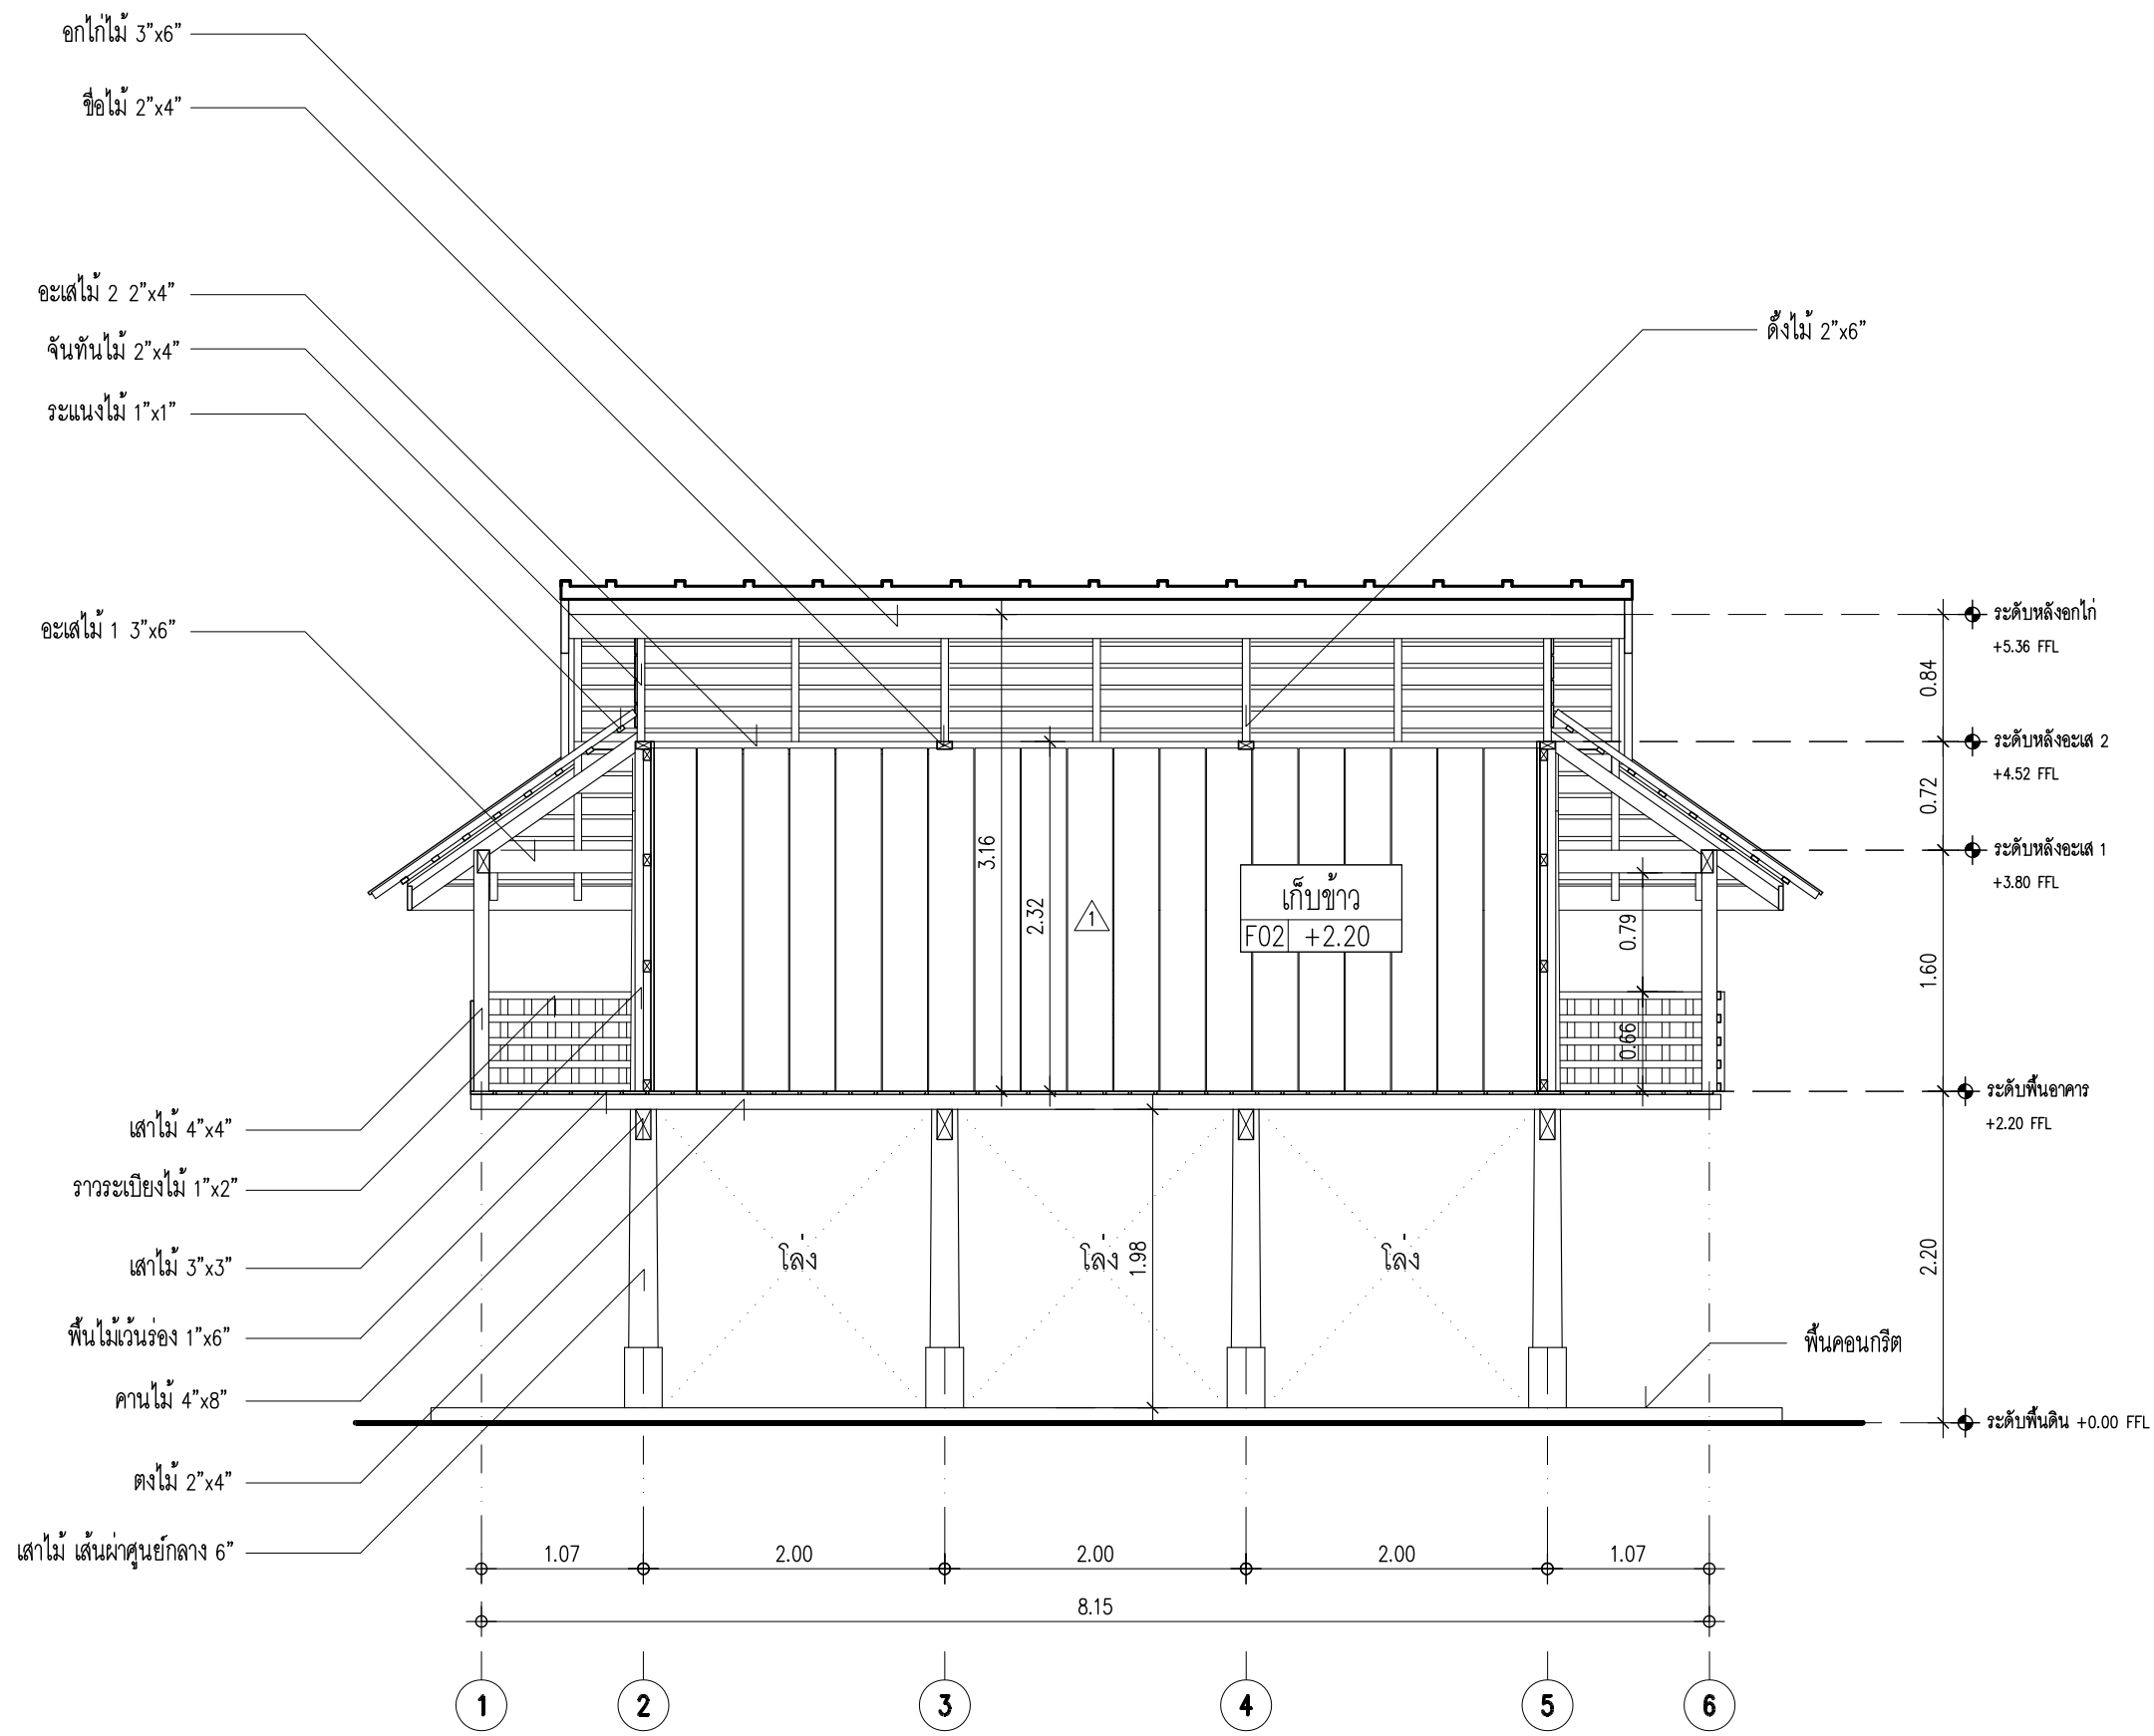 อกไก่ไม้ 3"x6"
ขื่อไม้ 2"x4"
อะเสไม้ 2 2"x4"
จันทันไม้ 2"x4"
ระแนงไม้ 1"x1"
อะเสไม้ 1 3"x6"
ดั้งไม้ 2"x6"
ระดับหลังอกไก่
+5.36 FFL
0.84
ระดับหลังอะเส 2
+4.52 FFL
0.72
ระดับหลังอะเส 1
+3.80 FFL
3.16
2.32
1
เก็บข้าว
F02 +2.20
0.79
0.66
1.60
ระดับพื้นอาคาร
+2.20 FFL
เสาไม้ 4"x4"
ราวระเบียงไม้ 1"x2"
เสาไม้ 3"x3"
พื้นไม้เว้นร่อง 1"x6"
คานไม้ 4"x8"
ตงไม้ 2"x4"
เสาไม้ เส้นผ่าศูนย์กลาง 6"
โล่ง
โล่ง
1.98
โล่ง
2.20
พื้นคอนกรีต
ระดับพื้นดิน +0.00 FFL
1.07 2.00 2.00 2.00 1.07
8.15
1 2 3 4 5 6